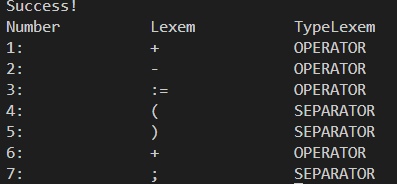 Success!
Number Lexem TypeLexem
1: + OPERATOR
2: - OPERATOR
3: := OPERATOR
4: ( SEPARATOR
5: ) SEPARATOR
6: + OPERATOR
7: ; SEPARATOR